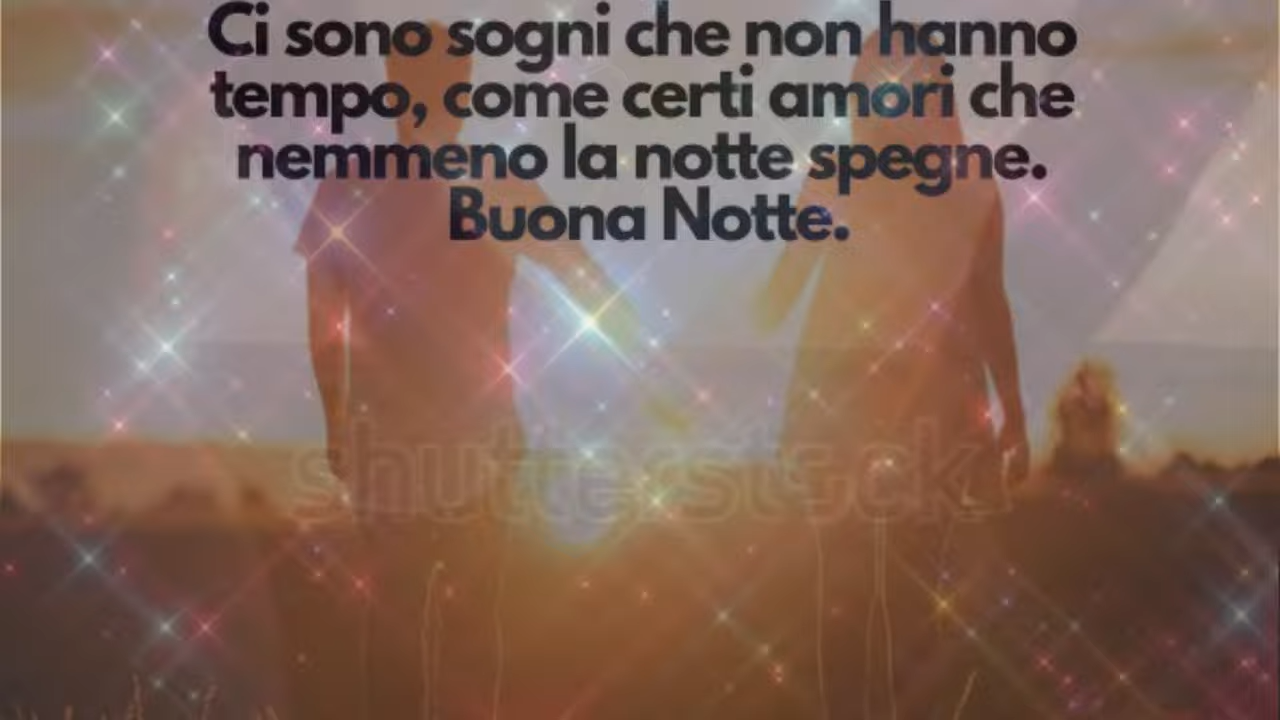 Ci sono sogni che non hanno
tempo, come certi amori che
nemmeno la notte spegne.
Buona Notte.
shutterstock